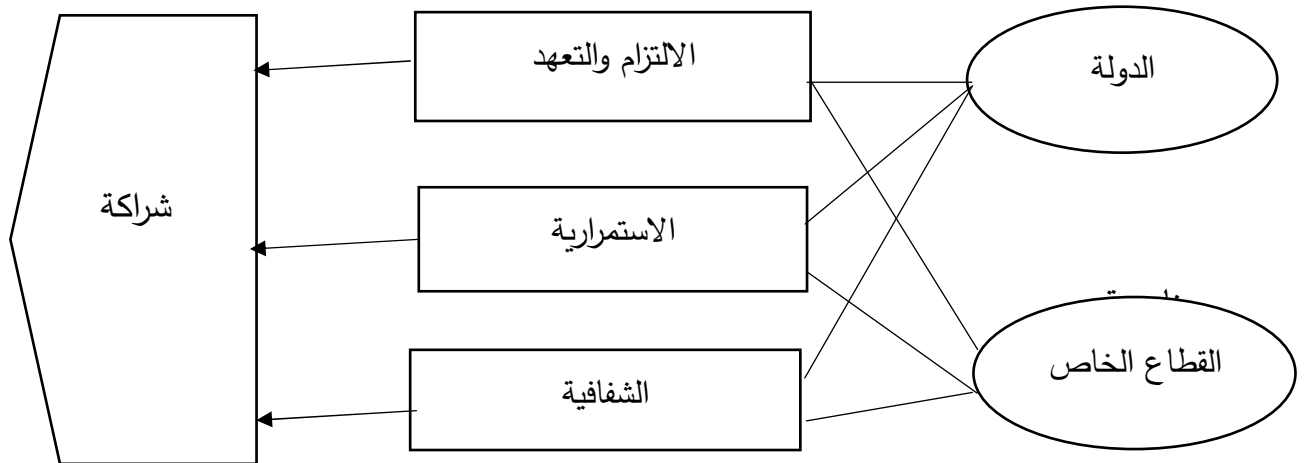 الدولة
الالتزام والتعهد
شراكة
الاستمرارية
القطاع الخاص
الشفافية